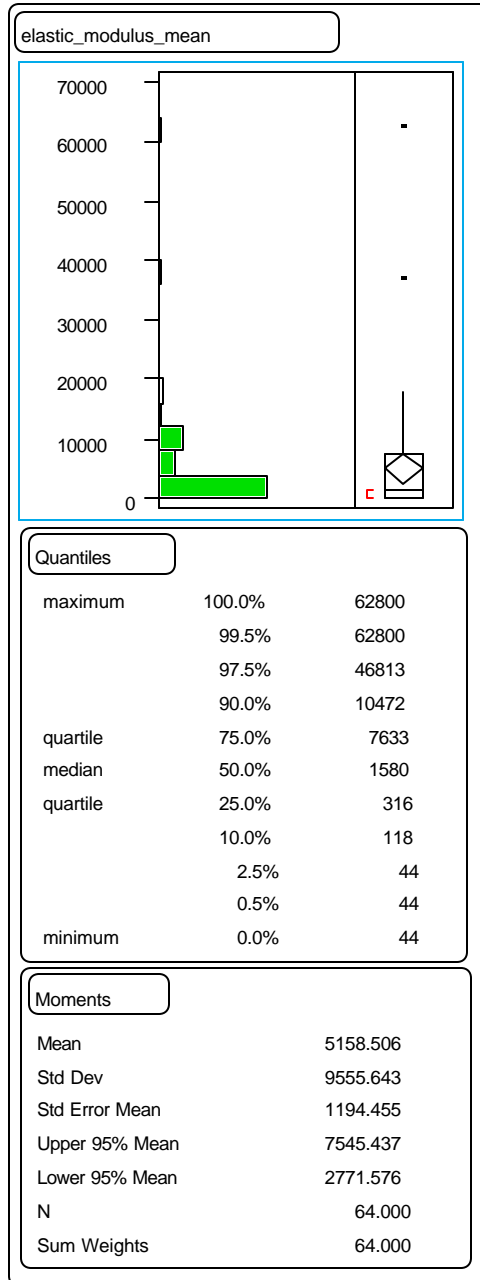 elastic_modulus_mean
70000
60000
50000
40000
30000
20000
10000
0
Quantiles
maximum 100.0% 62800
99.5% 62800
97.5% 46813
90.0% 10472
quartile 75.0% 7633
median 50.0% 1580
quartile 25.0% 316
10.0% 118
2.5% 44
0.5% 44
minimum 0.0% 44
Moments
Mean 5158.506
Std Dev 9555.643
Std Error Mean 1194.455
Upper 95% Mean 7545.437
Lower 95% Mean 2771.576
N 64.000
Sum Weights 64.000